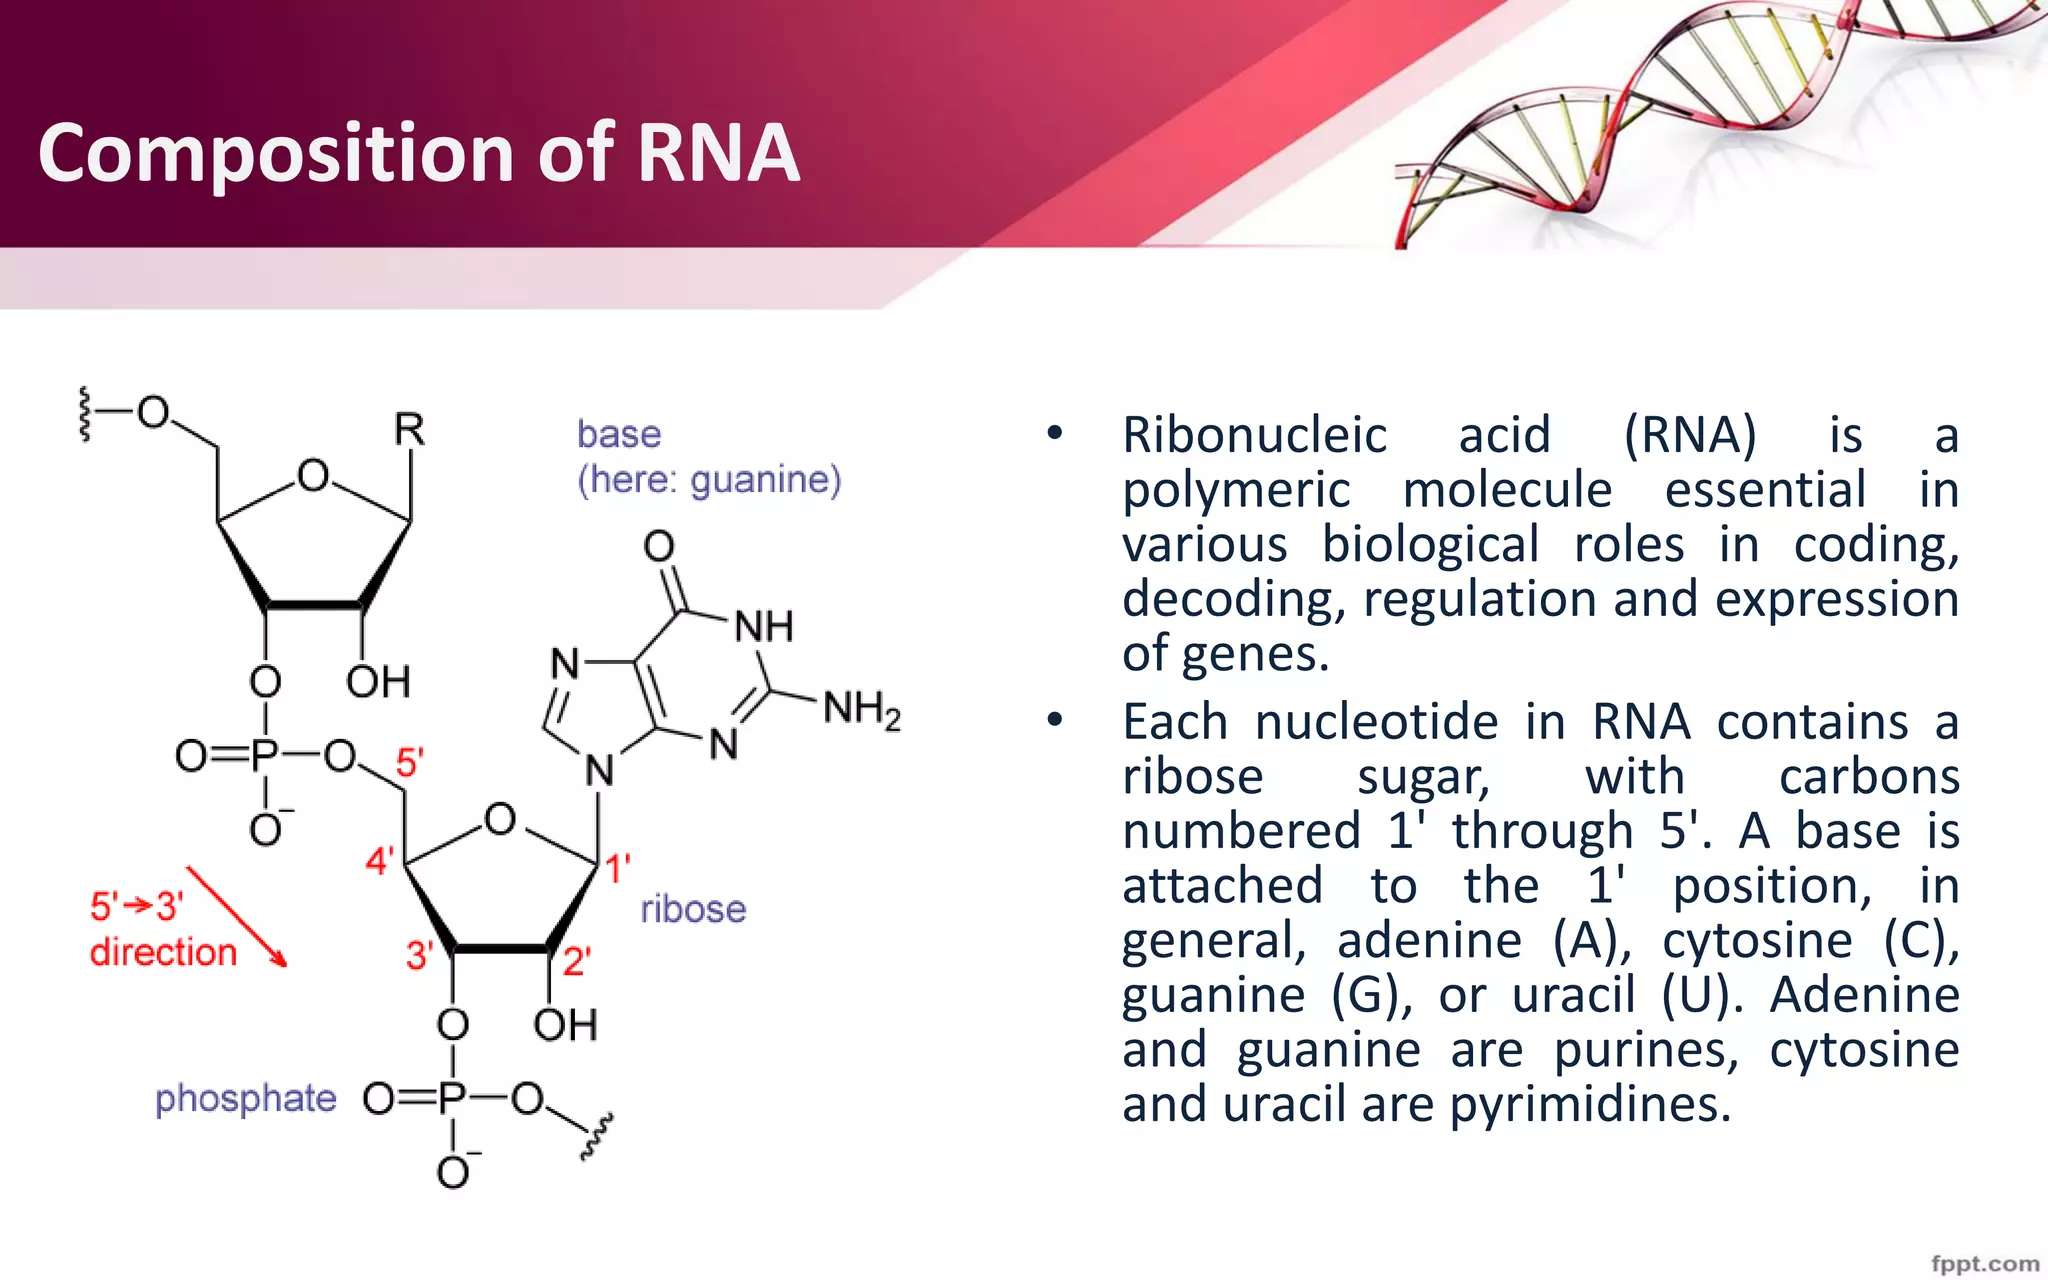 Composition of RNA
O
R
base
O
(here: guanine)
O
NH
N
O
OH
NH2
N
O=P–O
5'
N
O
O–
4'
1'
5'→3'
ribose
direction
3'
2'
O
OH
phosphate
O=P–O
O–
• Ribonucleic acid (RNA) is a
polymeric molecule essential in
various biological roles in coding,
decoding, regulation and expression
of genes.
• Each nucleotide in RNA contains a
ribose sugar, with carbons
numbered 1' through 5'. A base is
attached to the 1' position, in
general, adenine (A), cytosine (C),
guanine (G), or uracil (U). Adenine
and guanine are purines, cytosine
and uracil are pyrimidines.
fppt.com